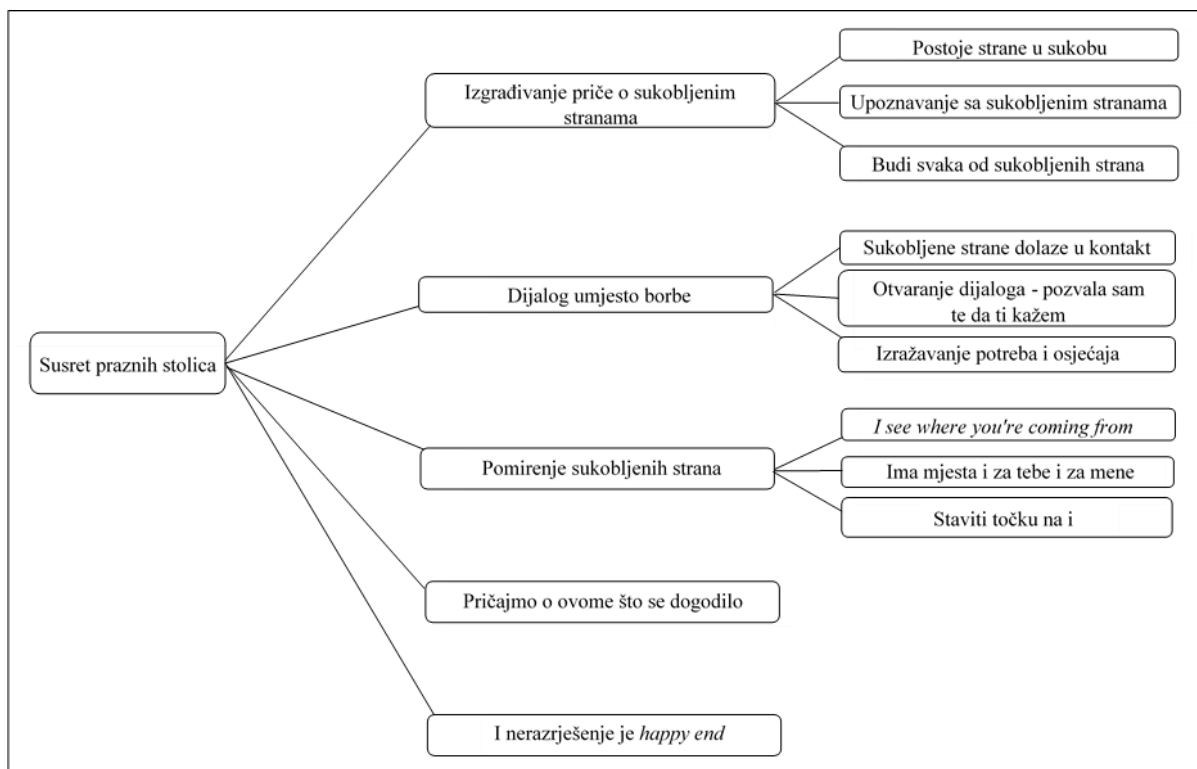 Susret praznih stolica
Izgrađivanje priče o sukobljenim
stranama
Postoje strane u sukobu
Upoznavanje sa sukobljenim stranama
Budi svaka od sukobljenih strana
Dijalog umjesto borbe
Sukobljene strane dolaze u kontakt
Otvaranje dijaloga - pozvala sam
te da ti kažem
Izražavanje potreba i osjećaja
Pomirenje sukobljenih strana
I see where you're coming from
Ima mjesta i za tebe i za mene
Staviti točku na i
Pričajmo o ovome što se dogodilo
I nerazrješenje je happy end